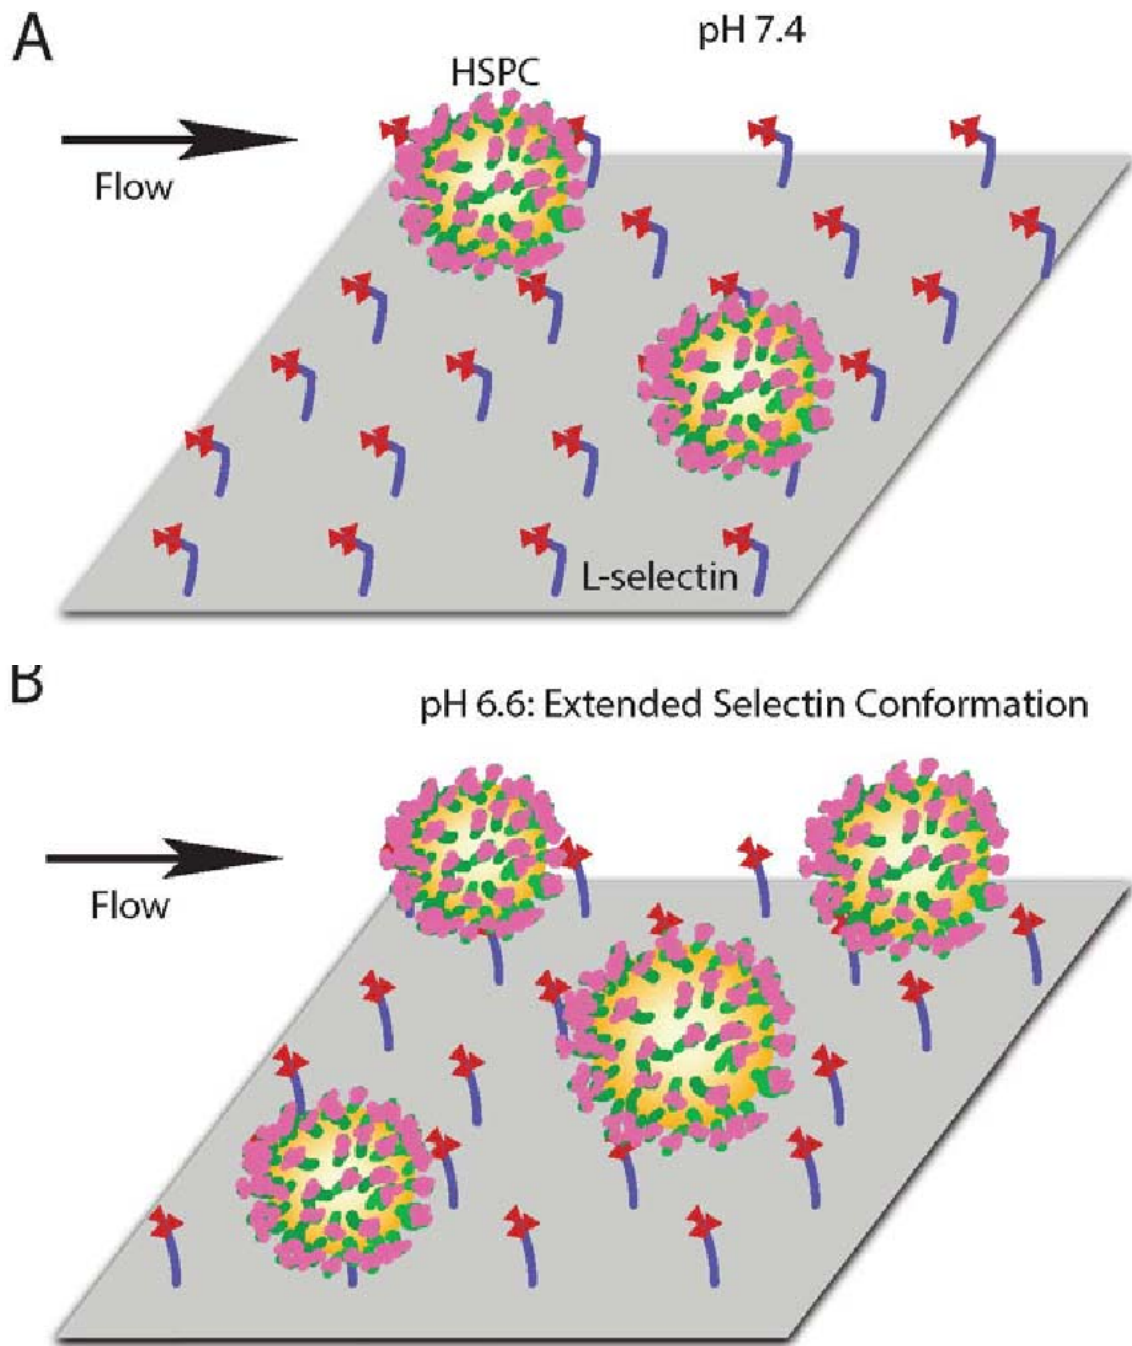 A
pH 7.4
HSPC
Flow
L-selectin
B
pH 6.6: Extended Selectin Conformation
Flow